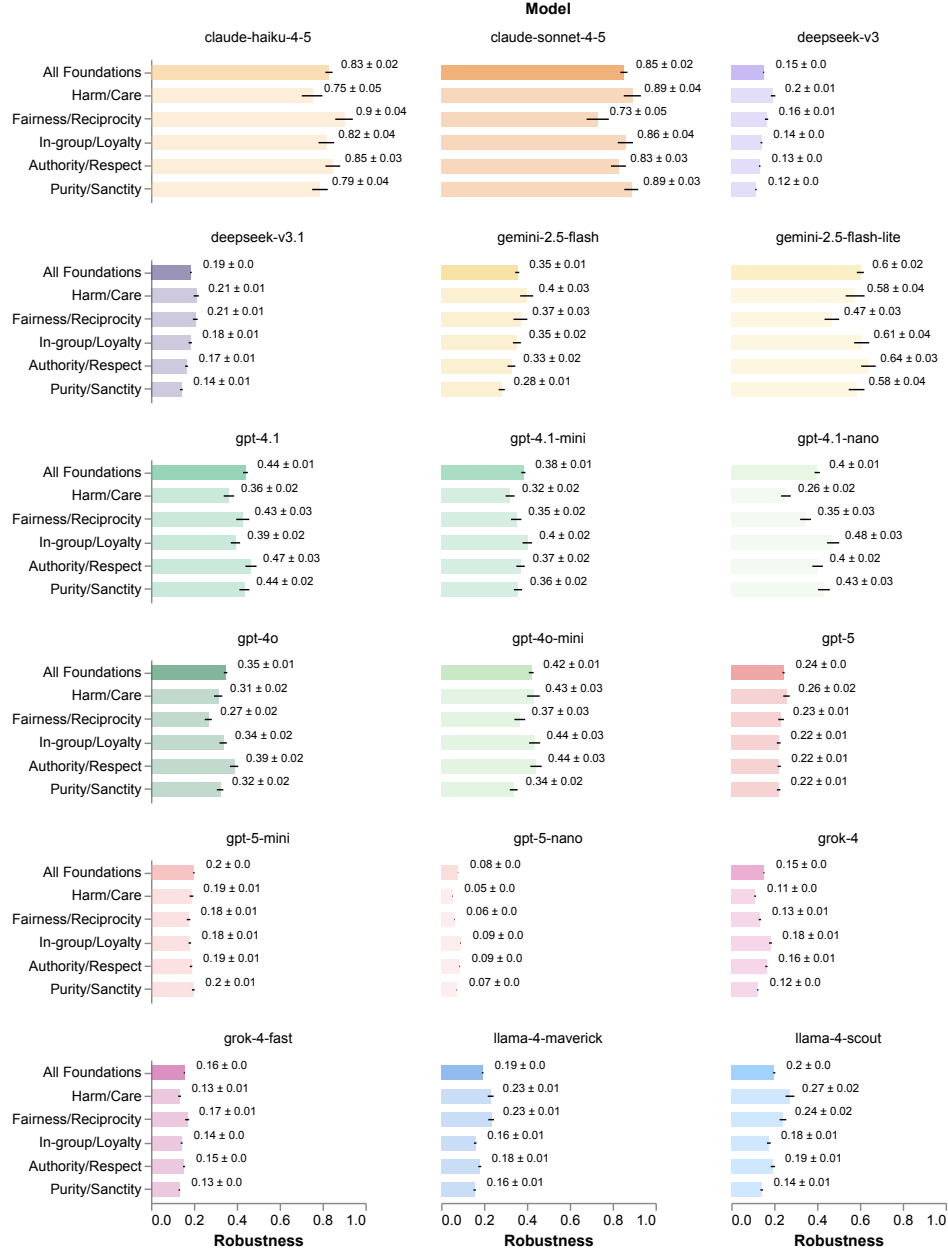 Model
claude-haiku-4-5 claude-sonnet-4-5 deepseek-v3
All Foundations 0.83 ± 0.02 0.85 ± 0.02 0.15 ± 0.0
Harm/Care 0.75 ± 0.05 0.89 ± 0.04 0.2 ± 0.01
Fairness/Reciprocity 0.9 ± 0.04 0.73 ± 0.05 0.16 ± 0.01
In-group/Loyalty 0.82 ± 0.04 0.86 ± 0.04 0.14 ± 0.0
Authority/Respect 0.85 ± 0.03 0.83 ± 0.03 0.13 ± 0.0
Purity/Sanctity 0.79 ± 0.04 0.89 ± 0.03 0.12 ± 0.0
deepseek-v3.1 gemini-2.5-flash gemini-2.5-flash-lite
All Foundations 0.19 ± 0.0 0.35 ± 0.01 0.6 ± 0.02
Harm/Care 0.21 ± 0.01 0.4 ± 0.03 0.58 ± 0.04
Fairness/Reciprocity 0.21 ± 0.01 0.37 ± 0.03 0.47 ± 0.03
In-group/Loyalty 0.18 ± 0.01 0.35 ± 0.02 0.61 ± 0.04
Authority/Respect 0.17 ± 0.01 0.33 ± 0.02 0.64 ± 0.03
Purity/Sanctity 0.14 ± 0.01 0.28 ± 0.01 0.58 ± 0.04
gpt-4.1 gpt-4.1-mini gpt-4.1-nano
All Foundations 0.44 ± 0.01 0.38 ± 0.01 0.4 ± 0.01
Harm/Care 0.36 ± 0.02 0.32 ± 0.02 0.26 ± 0.02
Fairness/Reciprocity 0.43 ± 0.03 0.35 ± 0.02 0.35 ± 0.03
In-group/Loyalty 0.39 ± 0.02 0.4 ± 0.02 0.48 ± 0.03
Authority/Respect 0.47 ± 0.03 0.37 ± 0.02 0.4 ± 0.02
Purity/Sanctity 0.44 ± 0.02 0.36 ± 0.02 0.43 ± 0.03
gpt-4o gpt-4o-mini gpt-5
All Foundations 0.35 ± 0.01 0.42 ± 0.01 0.24 ± 0.0
Harm/Care 0.31 ± 0.02 0.43 ± 0.03 0.26 ± 0.02
Fairness/Reciprocity 0.27 ± 0.02 0.37 ± 0.03 0.23 ± 0.01
In-group/Loyalty 0.34 ± 0.02 0.44 ± 0.03 0.22 ± 0.01
Authority/Respect 0.39 ± 0.02 0.44 ± 0.03 0.22 ± 0.01
Purity/Sanctity 0.32 ± 0.02 0.34 ± 0.02 0.22 ± 0.01
gpt-5-mini gpt-5-nano grok-4
All Foundations 0.2 ± 0.0 0.08 ± 0.0 0.15 ± 0.0
Harm/Care 0.19 ± 0.01 0.05 ± 0.0 0.11 ± 0.0
Fairness/Reciprocity 0.18 ± 0.01 0.06 ± 0.0 0.13 ± 0.01
In-group/Loyalty 0.18 ± 0.01 0.09 ± 0.0 0.18 ± 0.01
Authority/Respect 0.19 ± 0.01 0.09 ± 0.0 0.16 ± 0.01
Purity/Sanctity 0.2 ± 0.01 0.07 ± 0.0 0.12 ± 0.0
grok-4-fast llama-4-maverick llama-4-scout
All Foundations 0.16 ± 0.0 0.19 ± 0.0 0.2 ± 0.0
Harm/Care 0.13 ± 0.01 0.23 ± 0.01 0.27 ± 0.02
Fairness/Reciprocity 0.17 ± 0.01 0.23 ± 0.01 0.24 ± 0.02
In-group/Loyalty 0.14 ± 0.0 0.16 ± 0.01 0.18 ± 0.01
Authority/Respect 0.15 ± 0.0 0.18 ± 0.01 0.19 ± 0.01
Purity/Sanctity 0.13 ± 0.0 0.16 ± 0.01 0.14 ± 0.01
0.0 0.2 0.4 0.6 0.8 1.0 0.0 0.2 0.4 0.6 0.8 1.0 0.0 0.2 0.4 0.6 0.8 1.0
Robustness Robustness Robustness